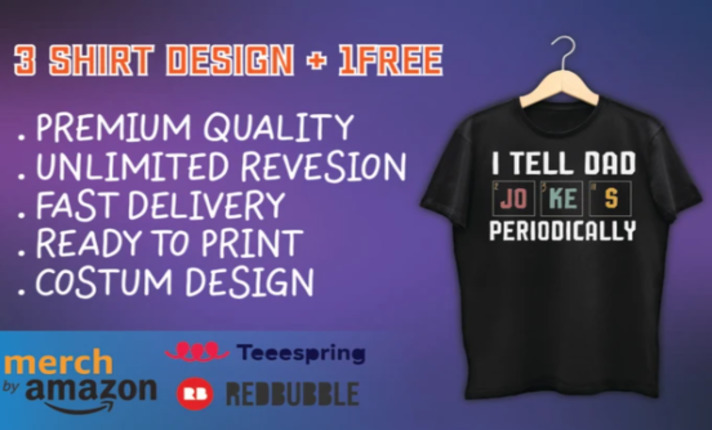 3 SHIRT DESIGN + 1FREE
. PREMIUM QUALITY
. UNLIMITED REVESION
. FAST DELIVERY
. READY TO PRINT
. COSTUM DESIGN
I TELL DAD
JO KE S
PERIODICALLY
merch
by amazon
Teeespring
RB REDBUBBLE